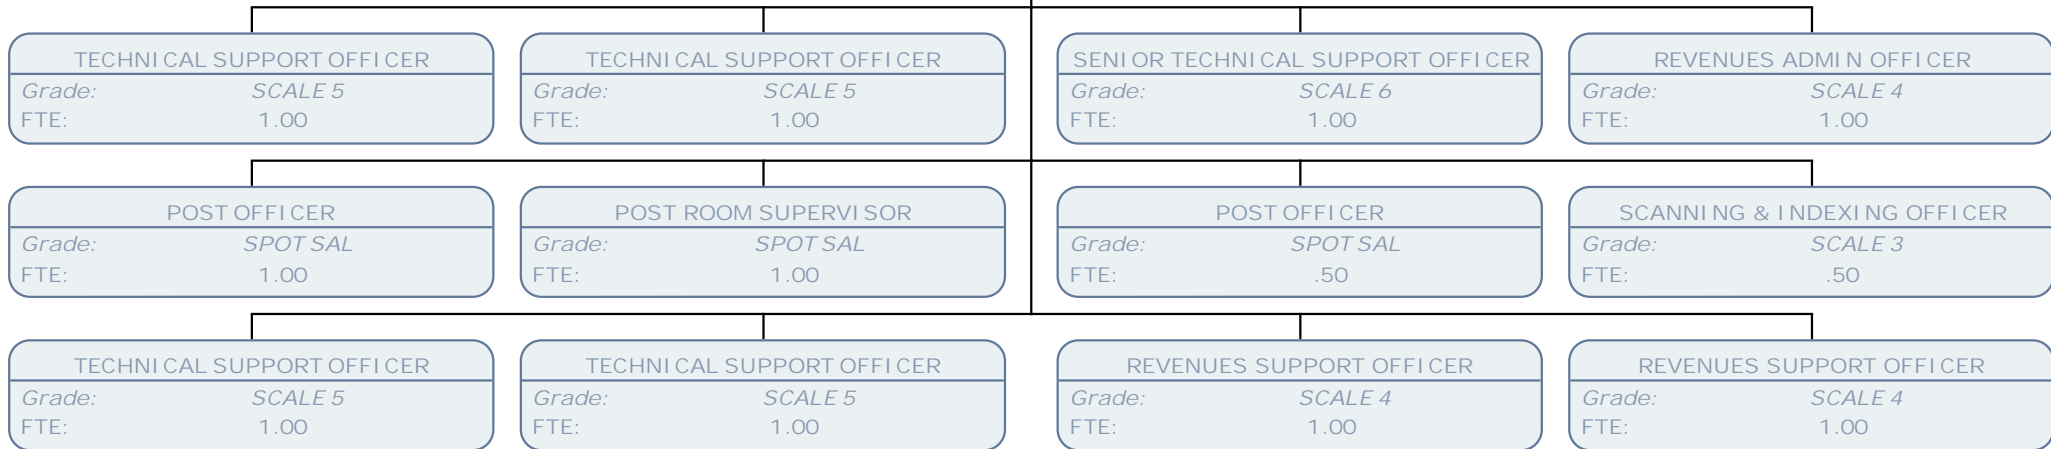 TECHNICAL SUPPORT OFFICER
Grade: SCALE 5
FTE: 1.00
TECHNICAL SUPPORT OFFICER
Grade: SCALE 5
FTE: 1.00
SENIOR TECHNICAL SUPPORT OFFICER
Grade: SCALE 6
FTE: 1.00
REVENUES ADMIN OFFICER
Grade: SCALE 4
FTE: 1.00
POST OFFICER
Grade: SPOT SAL
FTE: 1.00
POST ROOM SUPERVISOR
Grade: SPOT SAL
FTE: 1.00
POST OFFICER
Grade: SPOT SAL
FTE: .50
SCANNING & INDEXING OFFICER
Grade: SCALE 3
FTE: .50
TECHNICAL SUPPORT OFFICER
Grade: SCALE 5
FTE: 1.00
TECHNICAL SUPPORT OFFICER
Grade: SCALE 5
FTE: 1.00
REVENUES SUPPORT OFFICER
Grade: SCALE 4
FTE: 1.00
REVENUES SUPPORT OFFICER
Grade: SCALE 4
FTE: 1.00